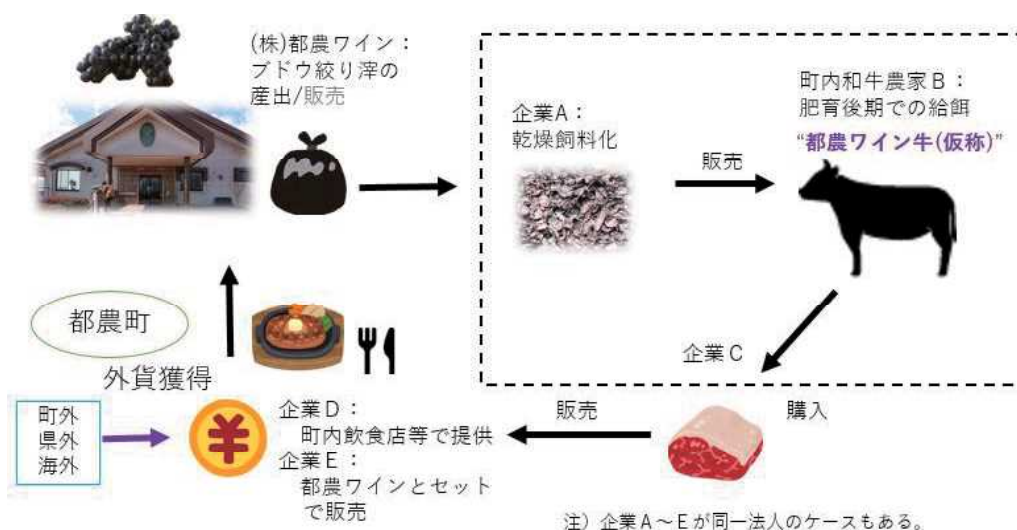 (株)都農ワイン：
ブドウ絞り滓の
産出/販売
企業A：
乾燥飼料化
販売
町内和牛農家B：
肥育後期での給餌
“都農ワイン牛(仮称)”
企業C
購入
販売
企業D：
町内飲食店等で提供
企業E：
都農ワインとセット
で販売
都農町
外貨獲得
町外
県外
海外
注）企業A～Eが同一法人のケースもある。